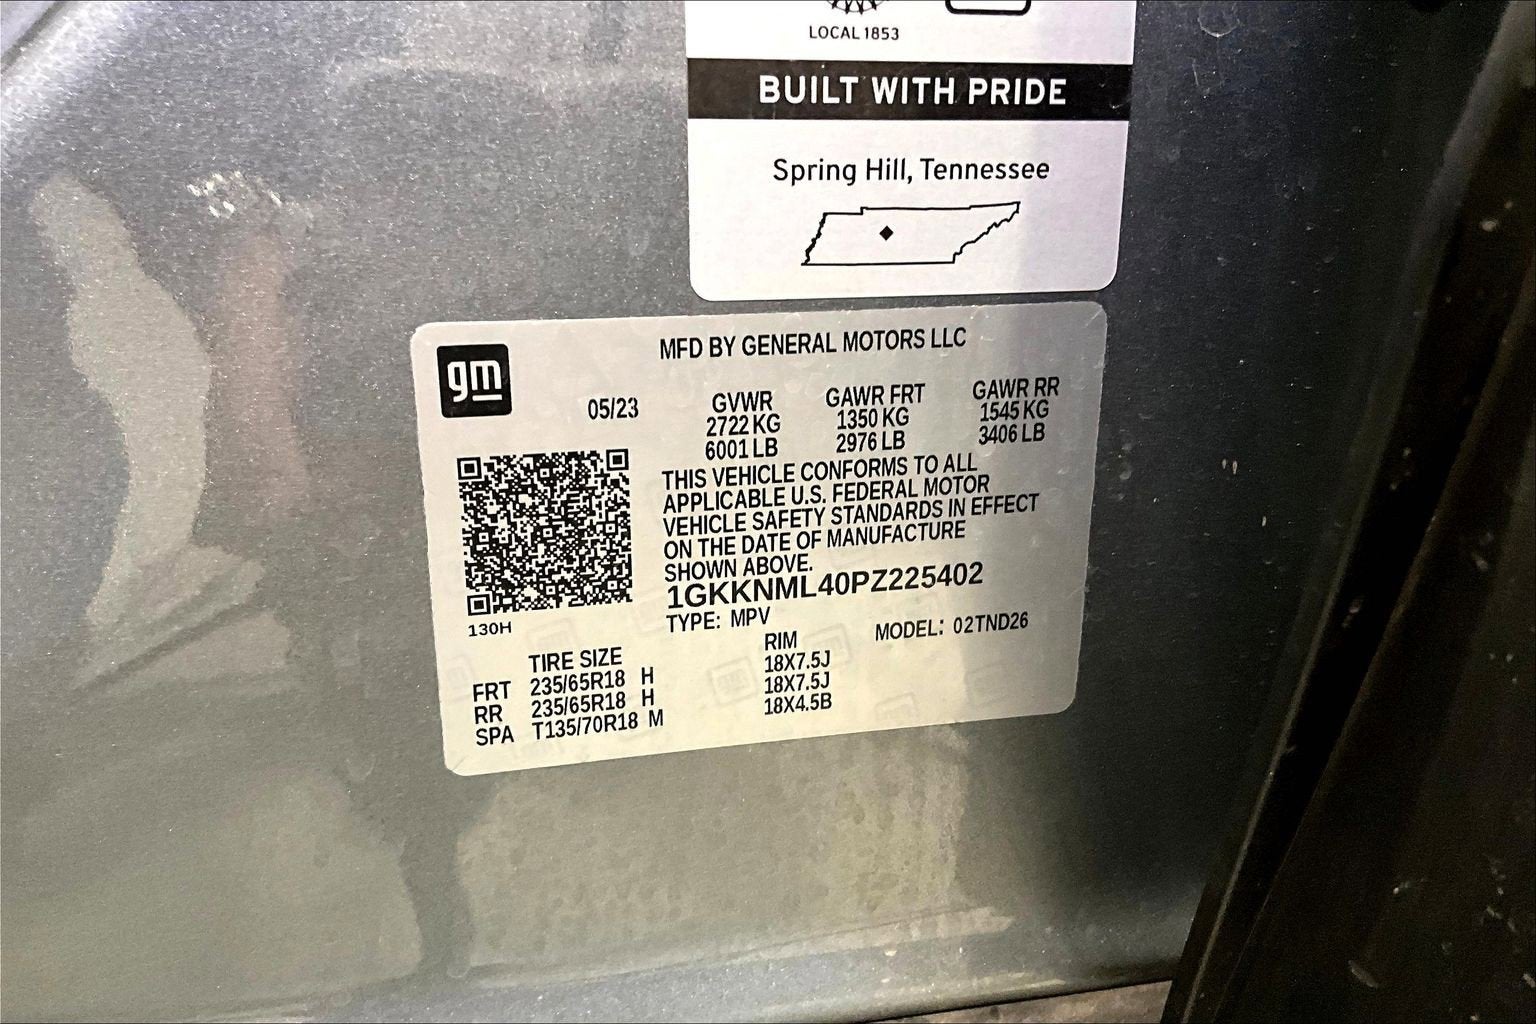 LOCAL 1853
BUILT WITH PRIDE
Spring Hill, Tennessee
gm
MFD BY GENERAL MOTORS LLC
05/23
GVWR
2722 KG
6001 LB
GAWR FRT
1350 KG
2976 LB
GAWR RR
1545 KG
3406 LB
THIS VEHICLE CONFORMS TO ALL
APPLICABLE U.S. FEDERAL MOTOR
VEHICLE SAFETY STANDARDS IN EFFECT
ON THE DATE OF MANUFACTURE
SHOWN ABOVE.
1GKKNML40PZ225402
TYPE: MPV
MODEL: 02TND26
130H
TIRE SIZE RIM
FRT 235/65R18 H 18X7.5J
RR 235/65R18 H 18X7.5J
SPA T135/70R18 M 18X4.5B